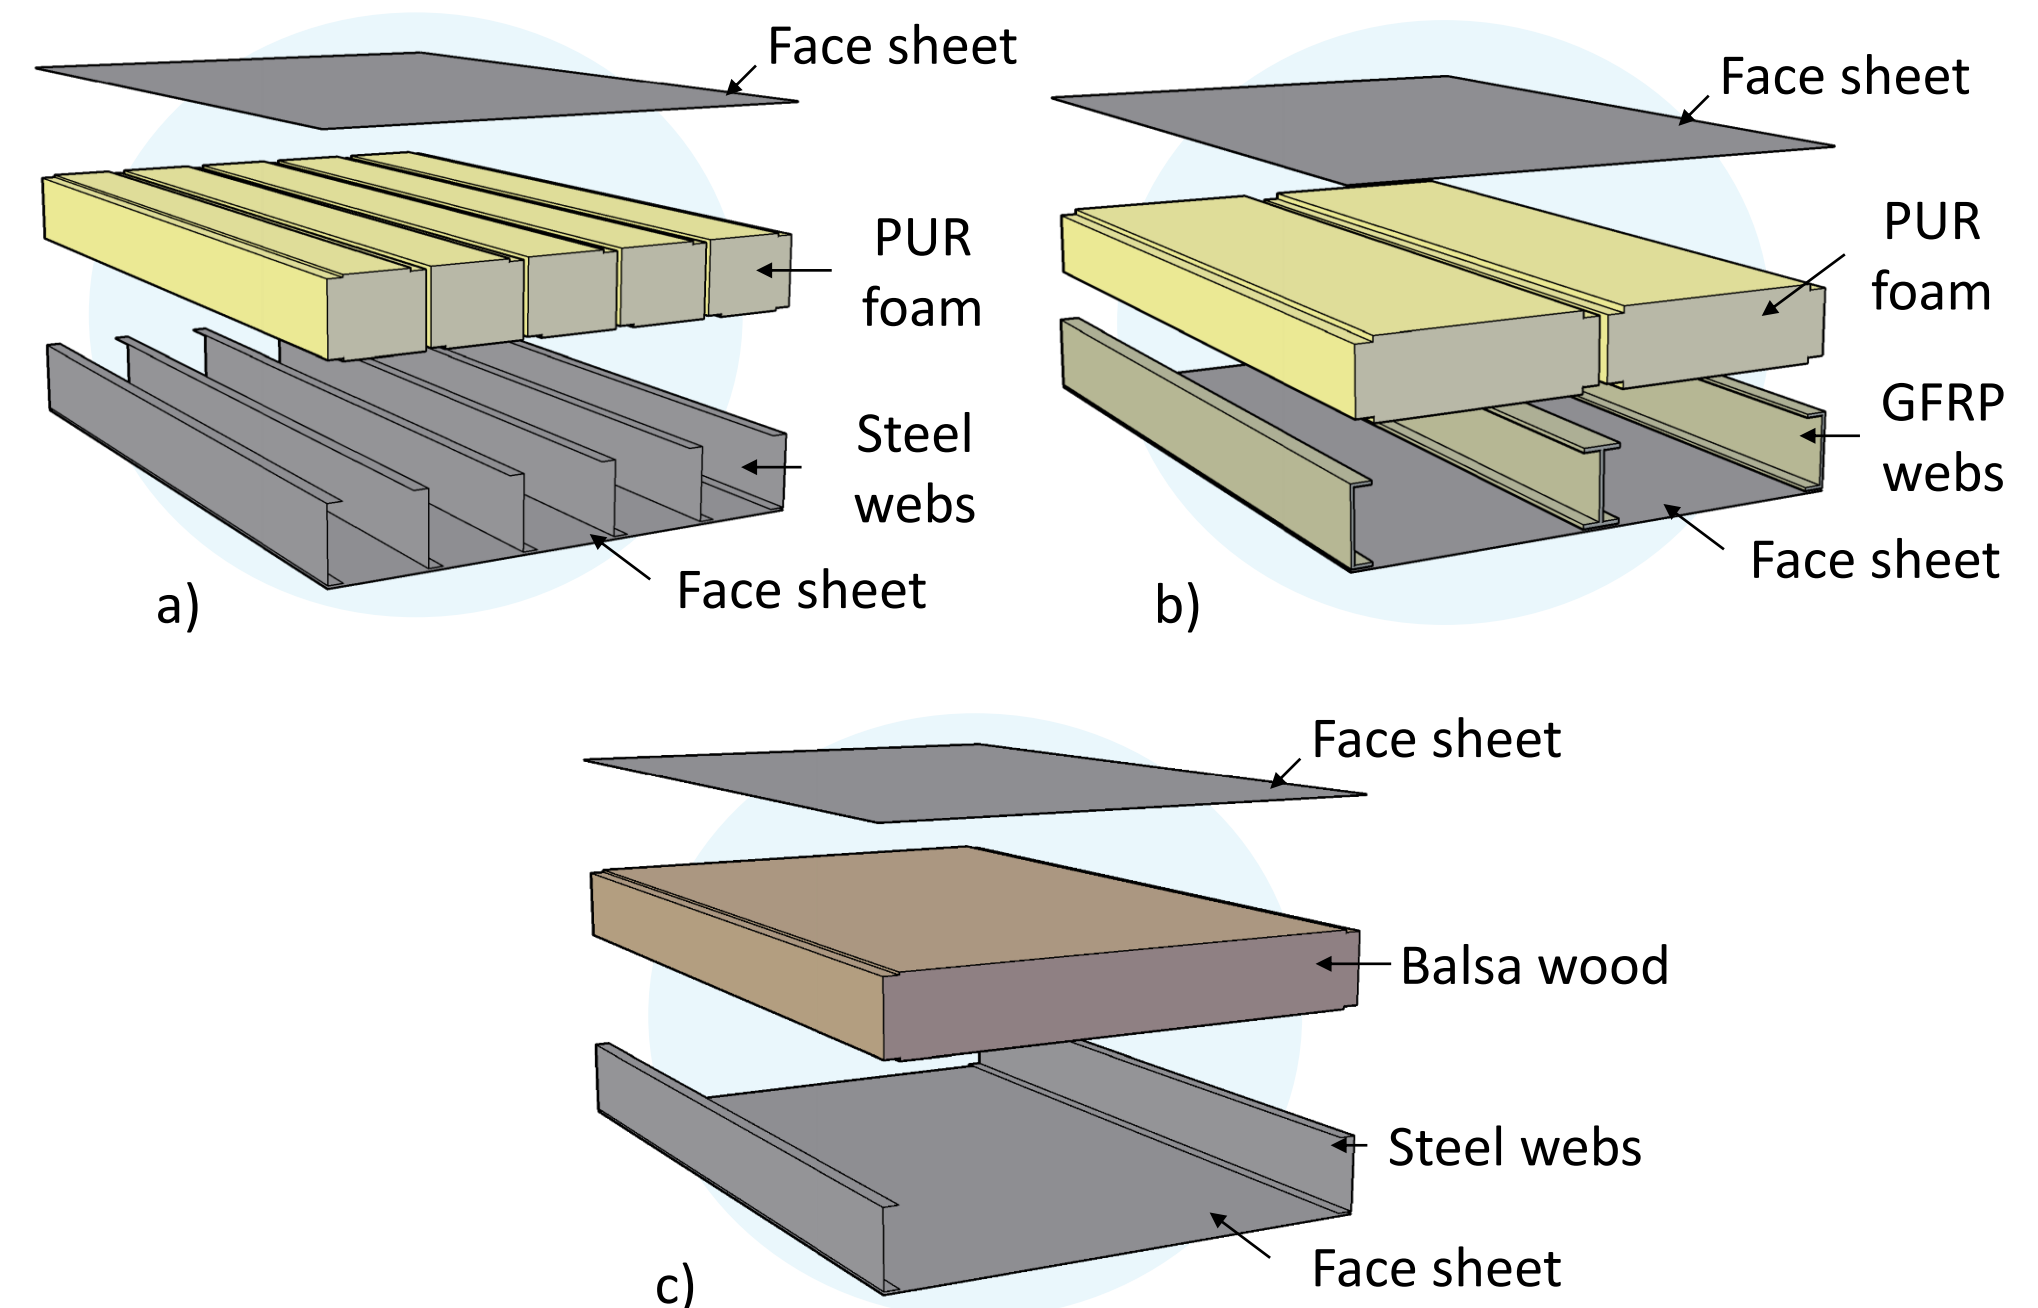 Face sheet
PUR
foam
Steel
webs
Face sheet
a)
Face sheet
PUR
foam
GFRP
webs
Face sheet
b)
Face sheet
Balsa wood
Steel webs
Face sheet
c)